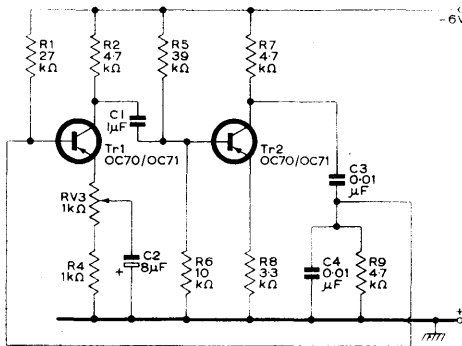 R1
27
kΩ
R2
4.7
kΩ
R5
39
kΩ
R7
4.7
kΩ
-6V
C1
1μF
Tr1
OC70/OC71
Tr2
OC70/OC71
C3
0.01
μF
RV3
1kΩ
C2
8μF
+
R4
1kΩ
R6
10
kΩ
R8
3.3
kΩ
C4
0.01
μF
R9
4.7
kΩ
+